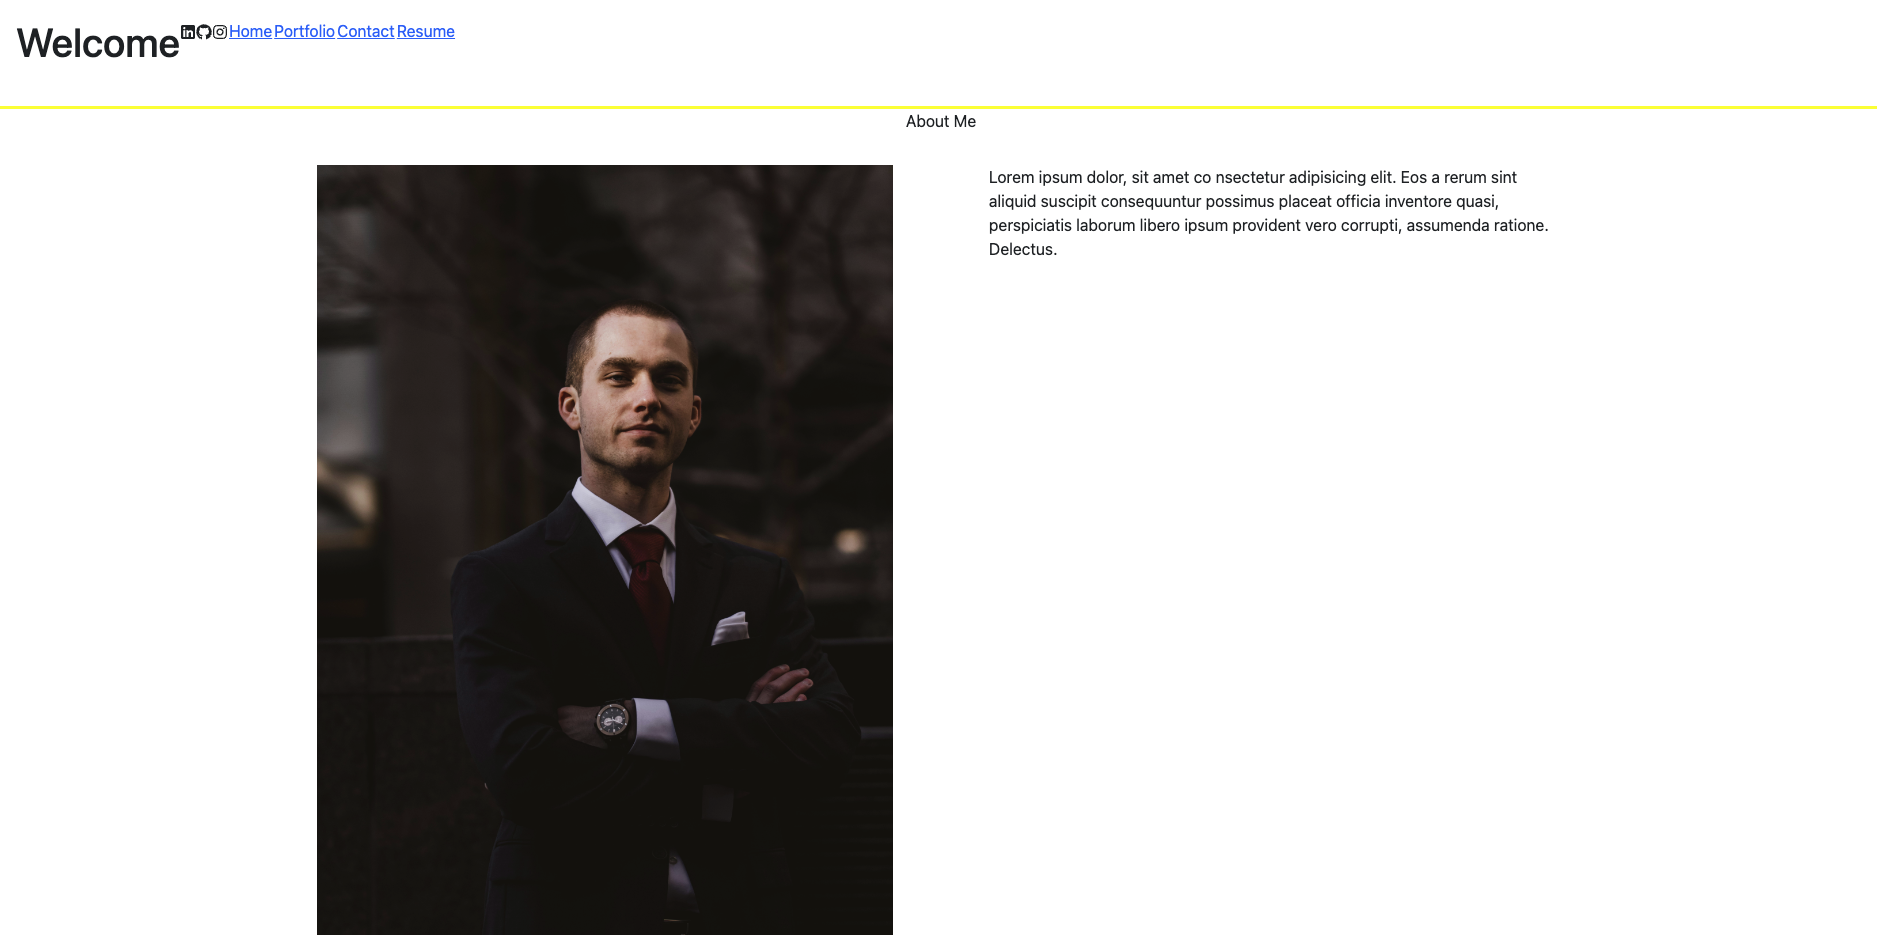 Welcome Home Portfolio Contact Resume
About Me
Lorem ipsum dolor, sit amet co nsectetur adipisicing elit. Eos a rerum sint
aliquid suscipit consequuntur possimus placeat officia inventore quasi,
perspiciatis laborum libero ipsum provident vero corrupti, assumenda ratione.
Delectus.